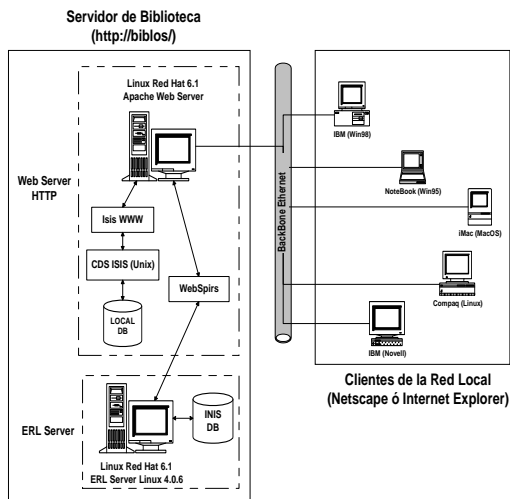 Servidor de Biblioteca
(http://biblos/)
Linux Red Hat 6.1
Apache Web Server
Web Server
HTTP
Isis WWW
CDS ISIS (Unix)
LOCAL
DB
WebSpirs
ERL Server
INIS
DB
Linux Red Hat 6.1
ERL Server Linux 4.0.6
BackBone Ethernet
IBM (Win98)
NoteBook (Win95)
iMac (MacOS)
Compaq (Linux)
IBM (Novell)
Clientes de la Red Local
(Netscape ó Internet Explorer)